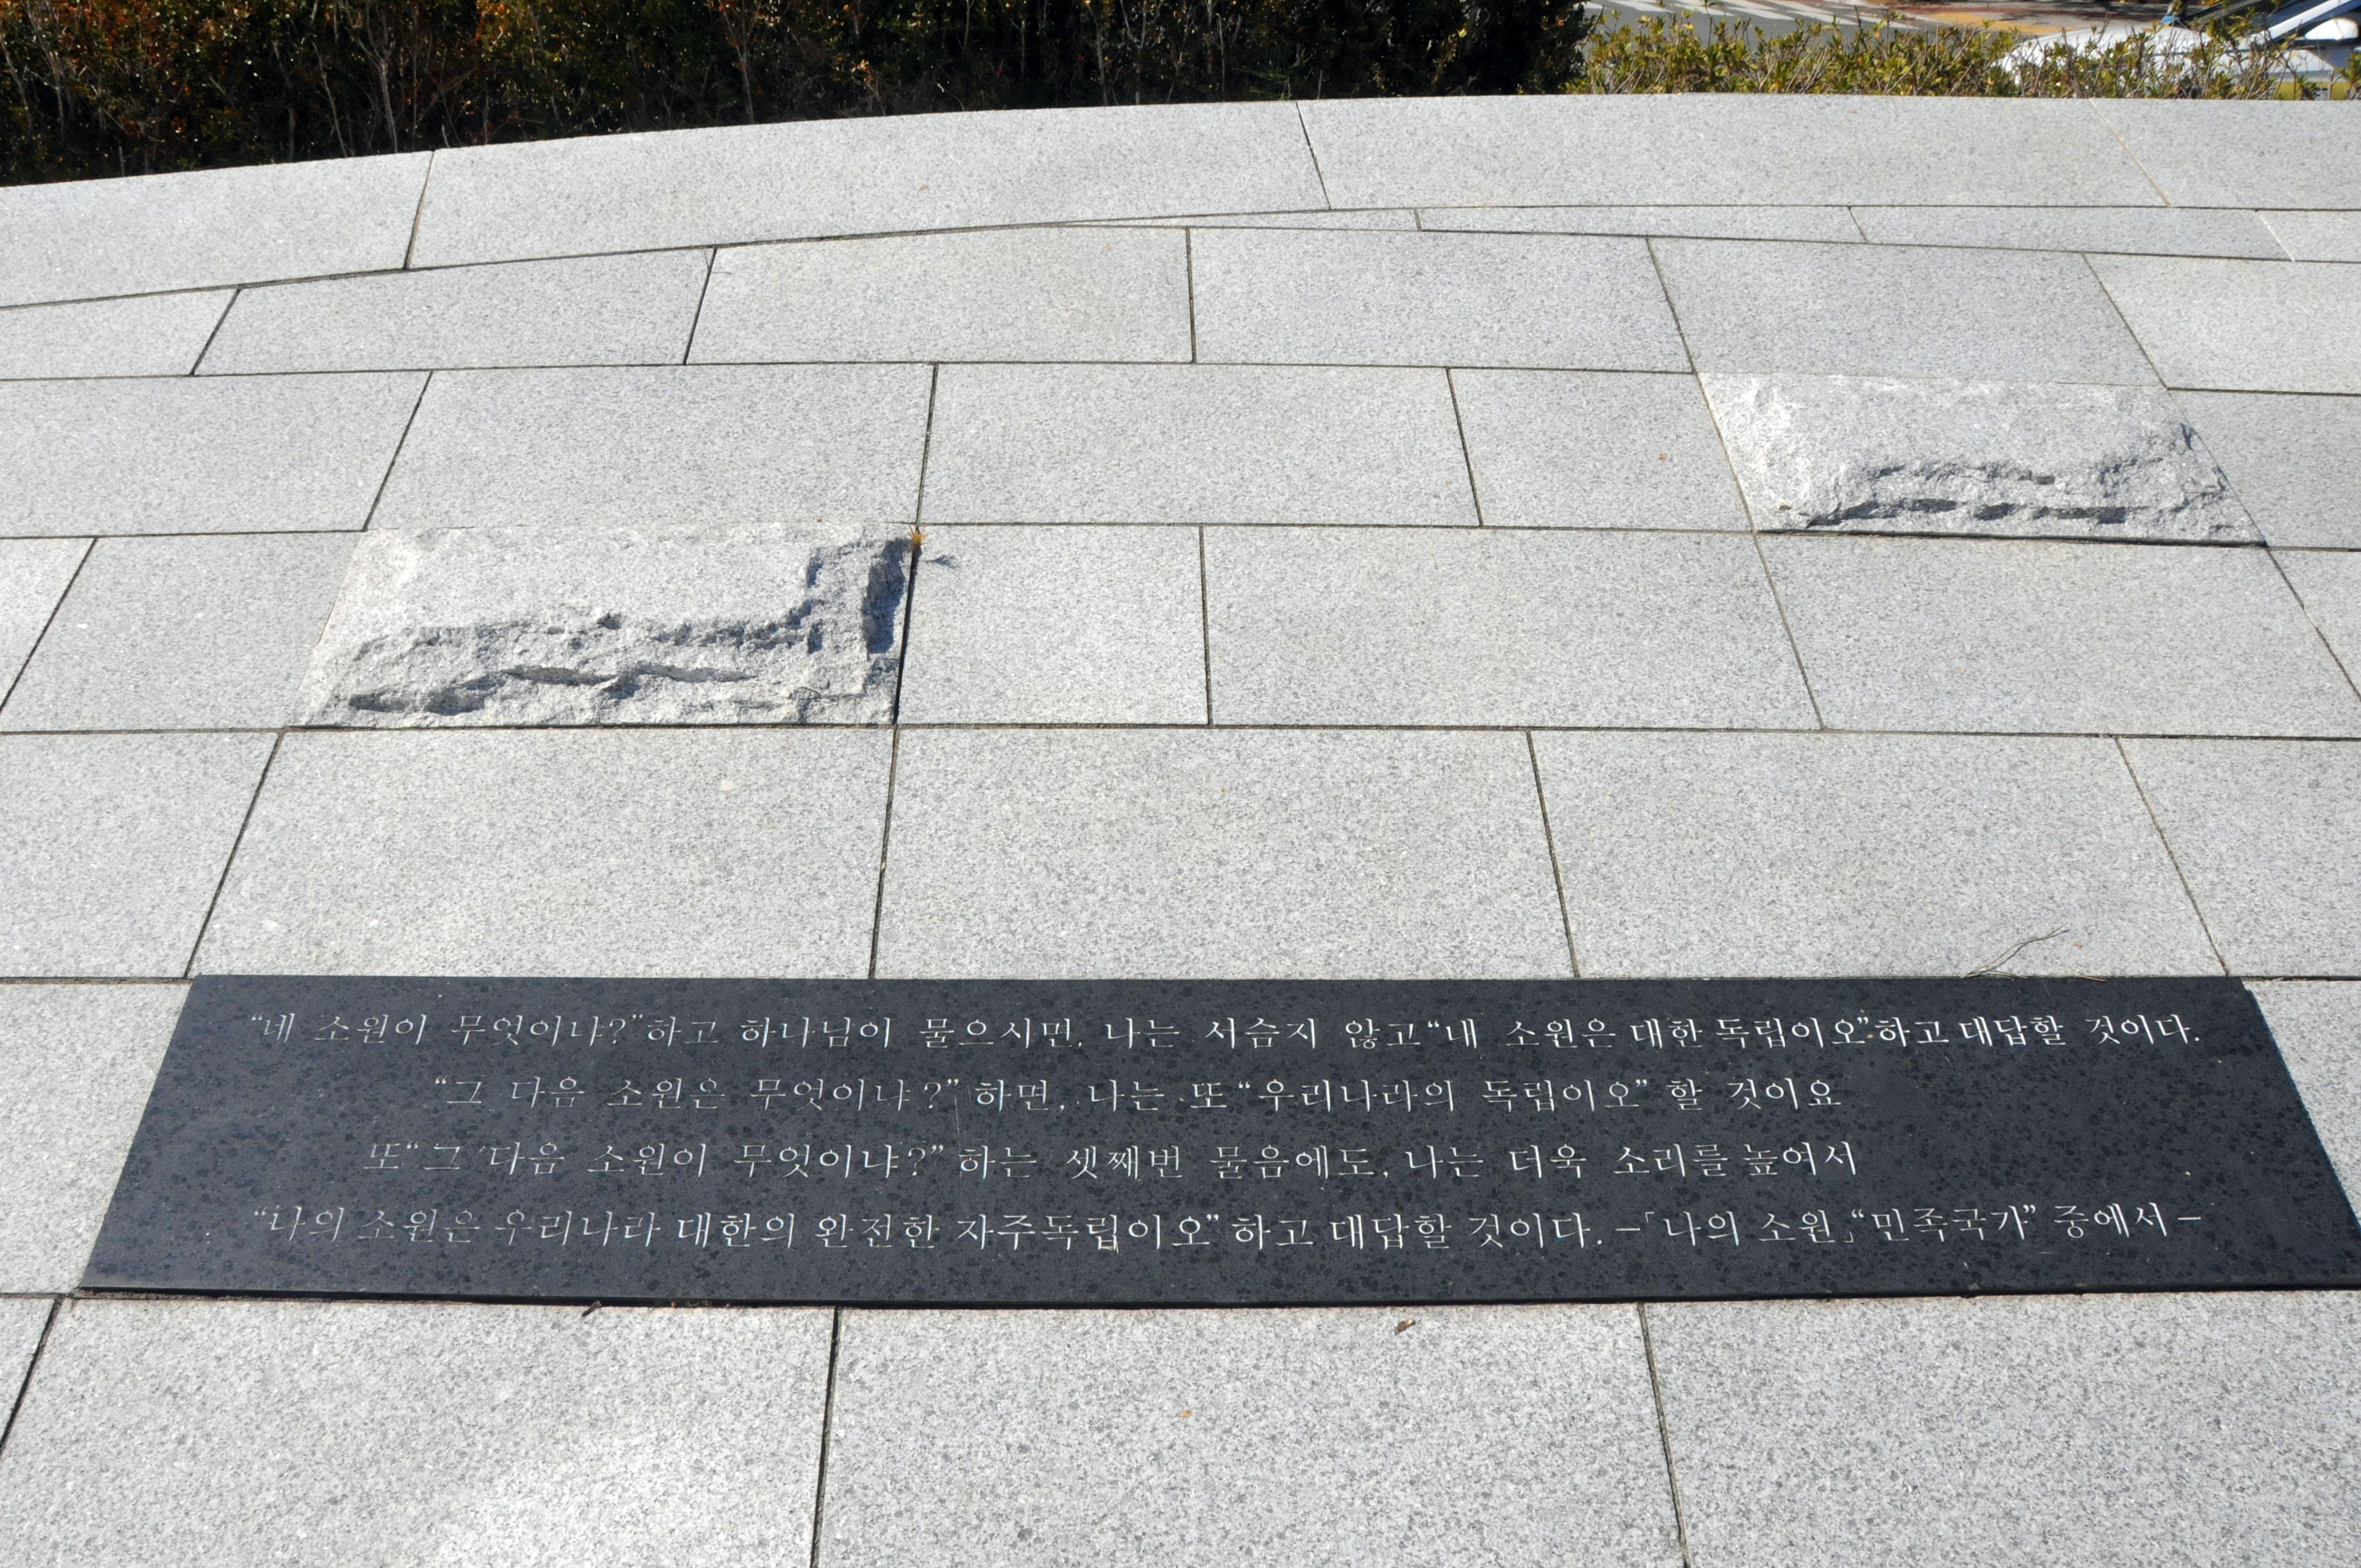 “네 소원이 무엇이냐?”하고 하나님이 물으시면, 나는 서슴지 않고“내 소원은 대한 독립이오”하고 대답할 것이다.
“그 다음 소원은 무엇이냐?” 하면, 나는 또 “우리나라의 독립이오” 할 것이요
또“그 다음 소원이 무엇이냐?” 하는 셋째번 물음에도, 나는 더욱 소리를 높여서
“나의 소원은 우리나라 대한의 완전한 자주독립이오”하고 대답할 것이다. –「나의 소원」“민족국가” 중에서–